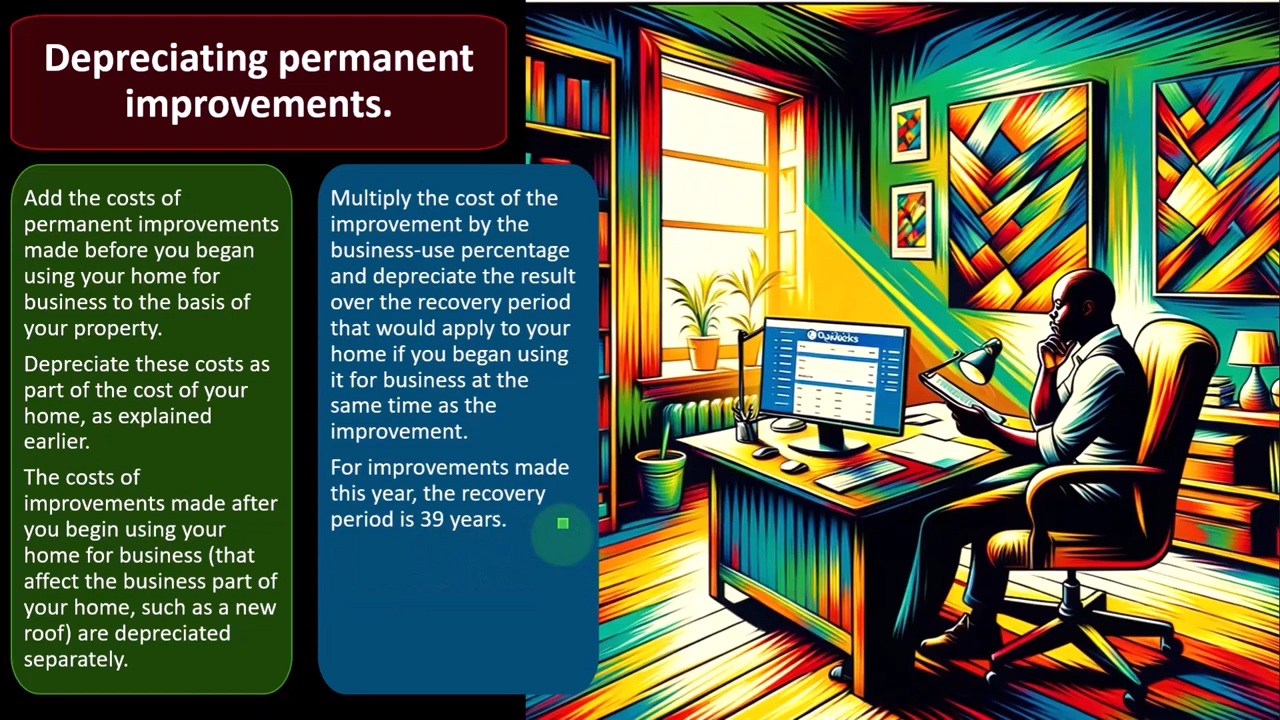 Depreciating permanent
improvements.
Add the costs of
permanent improvements
made before you began
using your home for
business to the basis of
your property.
Depreciate these costs as
part of the cost of your
home, as explained
earlier.
The costs of
improvements made after
you begin using your
home for business (that
affect the business part of
your home, such as a new
roof) are depreciated
separately.
Multiply the cost of the
improvement by the
business-use percentage
and depreciate the result
over the recovery period
that would apply to your
home if you began using
it for business at the
same time as the
improvement.
For improvements made
this year, the recovery
period is 39 years.